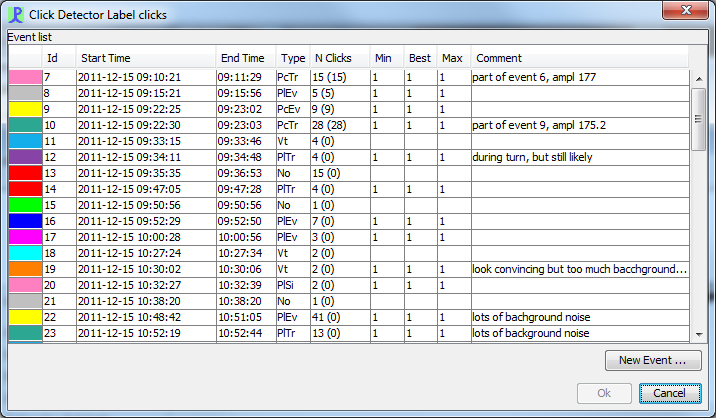 Click Detector Label clicks
Event list
Id Start Time End Time Type N Clicks Min Best Max Comment
7 2011-12-15 09:10:21 09:11:29 PcTr 15 (15) 1 1 1 part of event 6, ampl 177
8 2011-12-15 09:15:21 09:15:56 PlEv 5 (5) 1 1 1
9 2011-12-15 09:22:25 09:23:02 PcEv 9 (9) 1 1 1
10 2011-12-15 09:22:30 09:23:03 PcTr 28 (28) 1 1 1 part of event 9, ampl 175.2
11 2011-12-15 09:33:15 09:33:46 Vt 4 (0)
12 2011-12-15 09:34:11 09:34:48 PlTr 4 (0) 1 1 1 during turn, but still likely
13 2011-12-15 09:35:35 09:36:53 No 15 (0)
14 2011-12-15 09:47:05 09:47:28 PlTr 4 (0) 1 1 1
15 2011-12-15 09:50:56 09:50:56 No 1 (0)
16 2011-12-15 09:52:29 09:52:50 PlEv 7 (0) 1 1 1
17 2011-12-15 10:00:28 10:00:56 PlEv 3 (0) 1 1 1
18 2011-12-15 10:27:24 10:27:34 Vt 2 (0)
19 2011-12-15 10:30:02 10:30:06 Vt 2 (0) 1 1 1 look convincing but too much bacchground...
20 2011-12-15 10:32:27 10:32:39 PlSi 2 (0) 1 1 1
21 2011-12-15 10:38:20 10:38:20 No 1 (0)
22 2011-12-15 10:48:42 10:51:05 PlEv 41 (0) 1 1 1 lots of bachground noise
23 2011-12-15 10:52:19 10:52:44 PlTr 13 (0) 1 1 1 lots of background noise
New Event ...
Ok Cancel